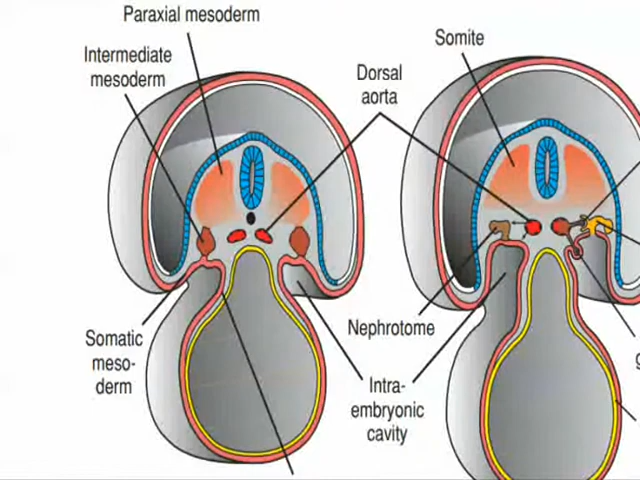 Paraxial mesoderm
Intermediate
mesoderm
Dorsal
aorta
Somite
Somatic
meso-
derm
Nephrotome
Intra-
embryonic
cavity
g